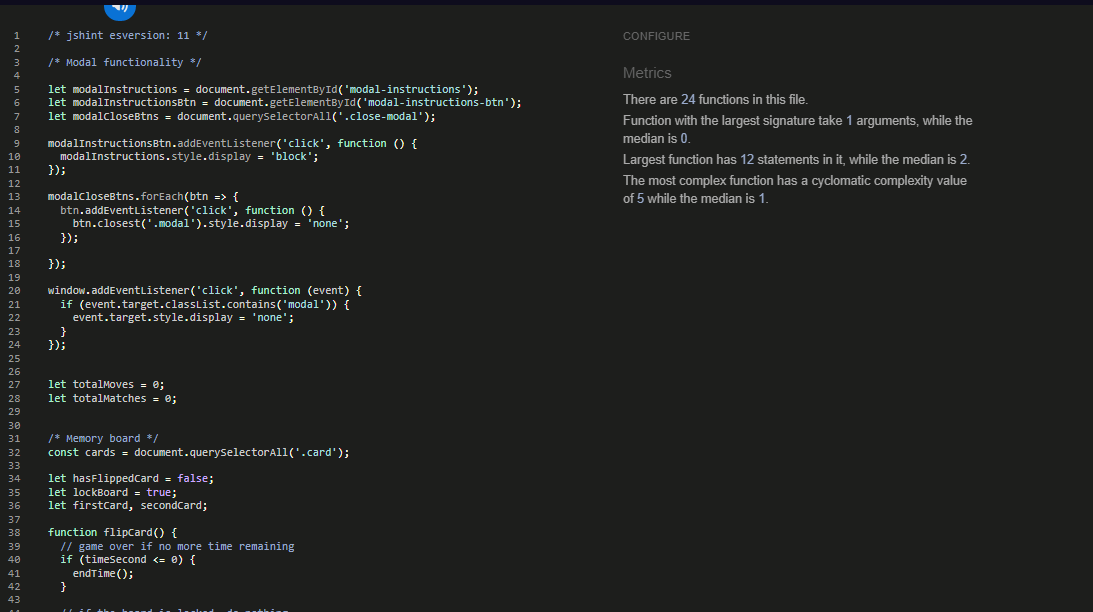 1 /* jshint esversion: 11 */
2
3 /* Modal functionality */
4
5 let modalInstructions = document.getElementById('modal-instructions');
6 let modalInstructionsBtn = document.getElementById('modal-instructions-btn');
7 let modalCloseBtns = document.querySelectorAll('.close-modal');
8
9 modalInstructionsBtn.addEventListener('click', function () {
10 modalInstructions.style.display = 'block';
11 });
12
13 modalCloseBtns.forEach(btn => {
14 btn.addEventListener('click', function () {
15 btn.closest('.modal').style.display = 'none';
16 });
17
18 });
19
20 window.addEventListener('click', function (event) {
21 if (event.target.classList.contains('modal')) {
22 event.target.style.display = 'none';
23 }
24 });
25
26
27 let totalMoves = 0;
28 let totalMatches = 0;
29
30
31 /* Memory board */
32 const cards = document.querySelectorAll('.card');
33
34 let hasFlippedCard = false;
35 let lockBoard = true;
36 let firstCard, secondCard;
37
38 function flipCard() {
39 // game over if no more time remaining
40 if (timeSecond <= 0) {
41 endTime();
42 }
43
CONFIGURE
Metrics
There are 24 functions in this file.
Function with the largest signature take 1 arguments, while the
median is 0.
Largest function has 12 statements in it, while the median is 2.
The most complex function has a cyclomatic complexity value
of 5 while the median is 1.